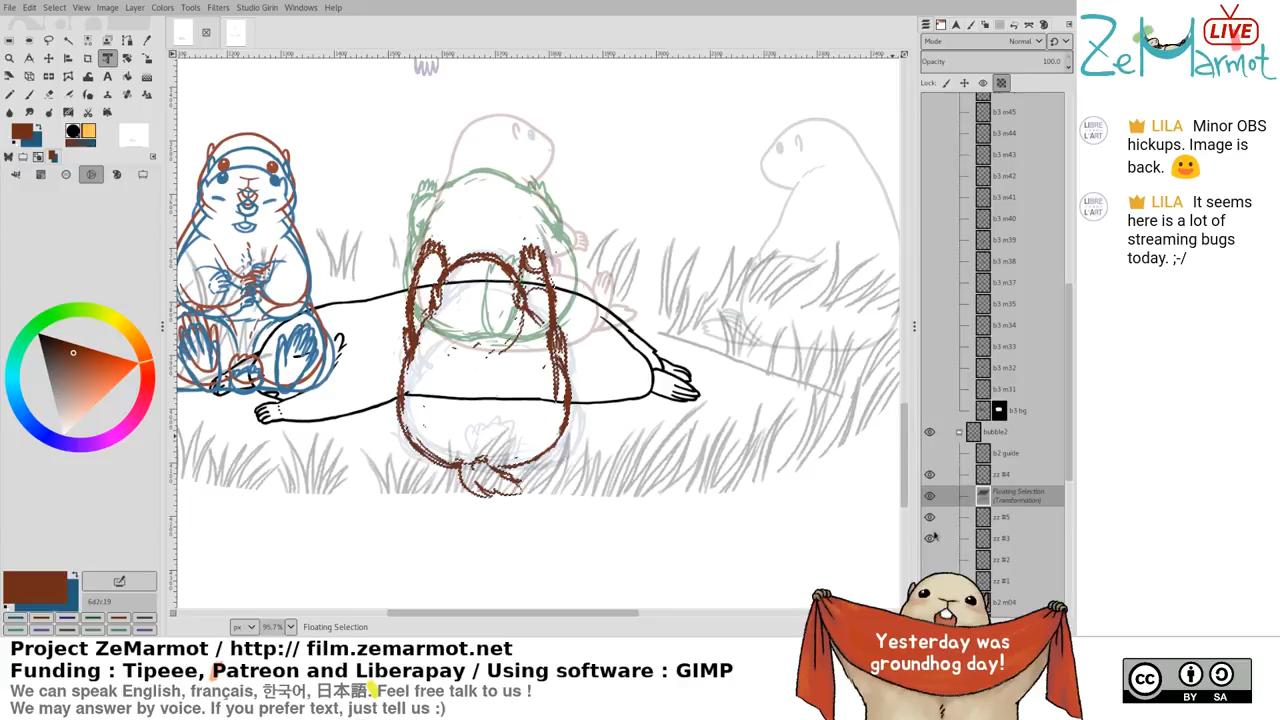 File Edit Select View Image Layer Colors Tools Filters Studio Girin Windows Help
Mode Normal
Opacity 100.0
Lock:
b3 m45
b3 m44
b3 m43
b3 m42
b3 m41
b3 m40
b3 m39
b3 m38
b3 m37
b3 m35
b3 m34
b3 m33
b3 m32
b3 m31
b3 bg
bubble2
b2 guide
zz #4
Floating Selection
(Transformation)
zz #5
zz #3
zz #2
zz #1
b2 m04
6d2c19
px 95.7% Floating Selection
ZeMarmot
LIVE
LILA Minor OBS
hickups. Image is
back.
LILA It seems
here is a lot of
streaming bugs
today. ;-/
LIBRE
L'ART
LIBRE
L'ART
Yesterday was
groundhog day!
Project ZeMarmot / http:// film.zemarmot.net
Funding : Tipeee, Patreon and Liberapay / Using software : GIMP
We can speak English, français, 한국어, 日本語. Feel free talk to us !
We may answer by voice. If you prefer text, just tell us :)
cc
BY SA